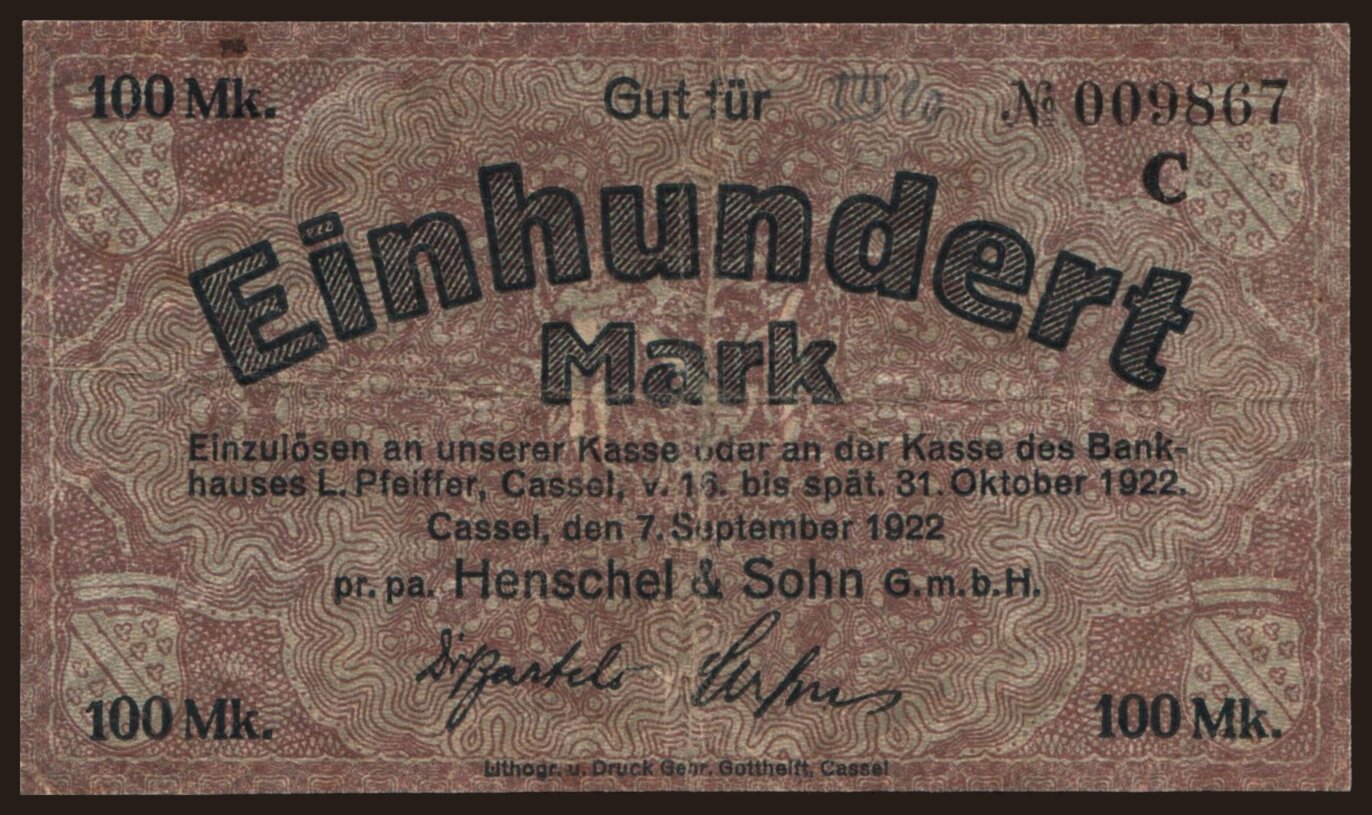 100 Mk. Gut für № 009867
C
Einhundert
Mark
Einzulösen an unserer Kasse oder an der Kasse des Bank-
hauses L. Pfeiffer, Cassel, v. 16. bis spät. 31. Oktober 1922.
Cassel, den 7. September 1922
pr. pa. Henschel & Sohn G.m.b.H.
Dr Bartels
100 Mk. 100 Mk.
Lithogr. u. Druck Gebr. Gotthelft, Cassel